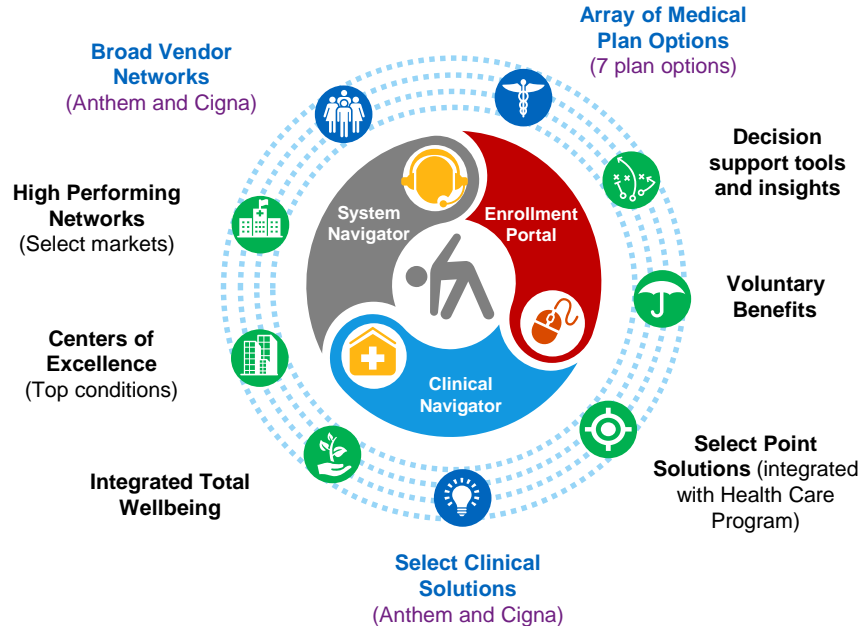 Array of Medical
Plan Options
(7 plan options)
Broad Vendor
Networks
(Anthem and Cigna)
Decision
support tools
and insights
High Performing
Networks
(Select markets)
System
Navigator
Enrollment
Portal
Voluntary
Benefits
Centers of
Excellence
(Top conditions)
Clinical
Navigator
Select Point
Solutions (integrated
with Health Care
Program)
Integrated Total
Wellbeing
Select Clinical
Solutions
(Anthem and Cigna)